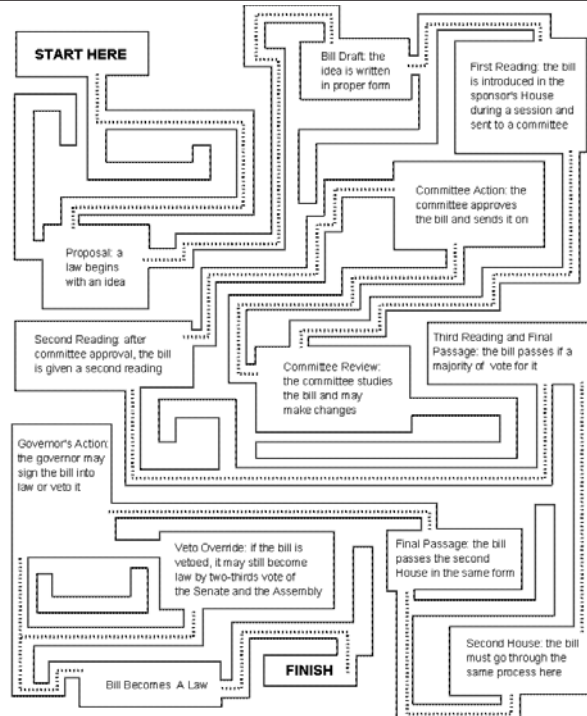 START HERE
Bill Draft: the
idea is written
in proper form
First Reading: the bill
is introduced in the
sponsor's House
during a session and
sent to a committee
Committee Action: the
committee approves
the bill and sends it on
Proposal: a
law begins
with an idea
Second Reading: after
committee approval, the bill
is given a second reading
Third Reading and Final
Passage: the bill passes if a
majority of vote for it
Committee Review:
the committee studies
the bill and may
make changes
Governor's Action:
the governor may
sign the bill into
law or veto it
Veto Override: if the bill is
vetoed, it may still become
law by two-thirds vote of
the Senate and the Assembly
Final Passage: the bill
passes the second
House in the same form
Second House: the bill
must go through the
same process here
FINISH
Bill Becomes A Law